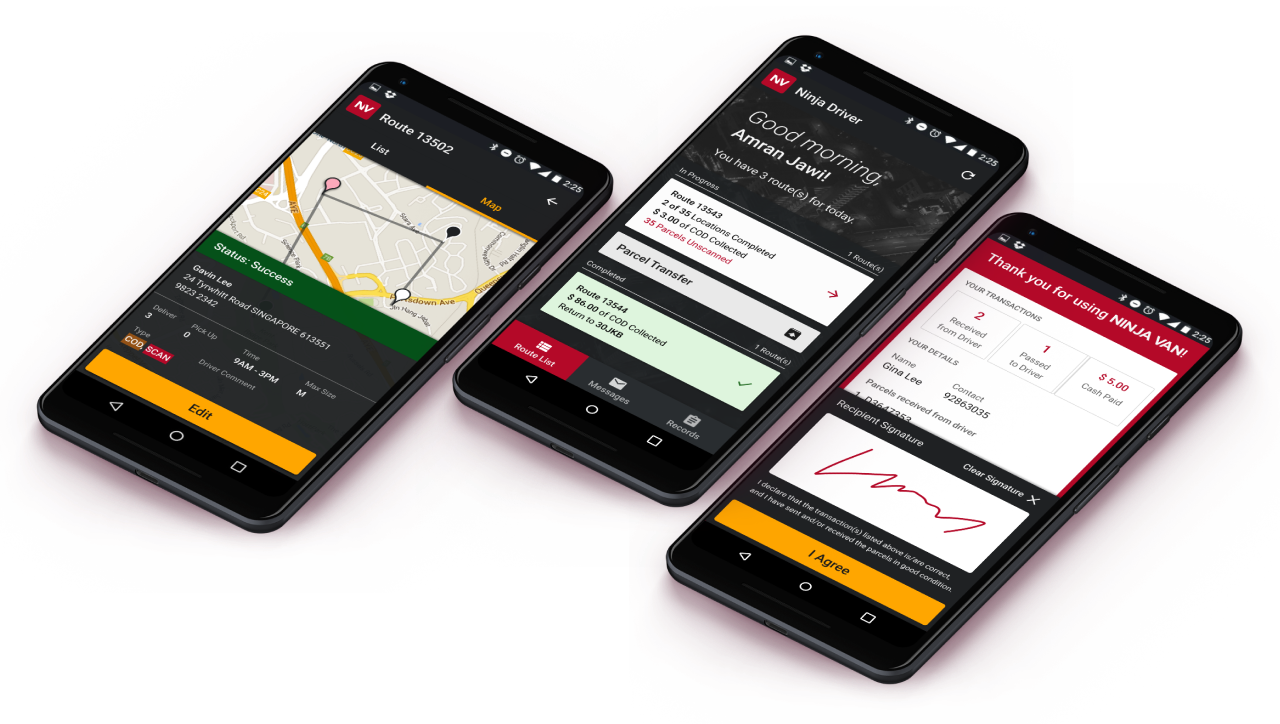 NV
Route 13502
2:25
List
Map
AVE
Status: Success
Gavin Lee
24 Tyrwhitt Road SINGAPORE 613551
9823 2342
Deliver
3
Pick Up
0
Time
9AM - 3PM
Max Size
M
Type
COD, SCAN
Driver Comment
Edit
NV
Ninja Driver
2:25
Good morning,
Amran Jawi!
You have 3 route(s) for today.
In Progress
1 Route(s)
Route 13543
2 of 35 Locations Completed
$ 3.00 of COD Collected
35 Parcels Unscanned
Parcel Transfer
Completed
1 Route(s)
Route 13544
$ 86.00 of COD Collected
Return to 30JKB
Route List
Messages
Records
2:25
Thank you for using NINJA VAN!
YOUR TRANSACTIONS
2
Received
from Driver
1
Passed
to Driver
$ 5.00
Cash Paid
YOUR DETAILS
Name
Gina Lee
Contact
92863035
Parcels received from driver
Recipient Signature
Clear Signature
I declare that the transaction(s) listed above is/are correct,
and I have sent and/or received the parcels in good condition.
I Agree